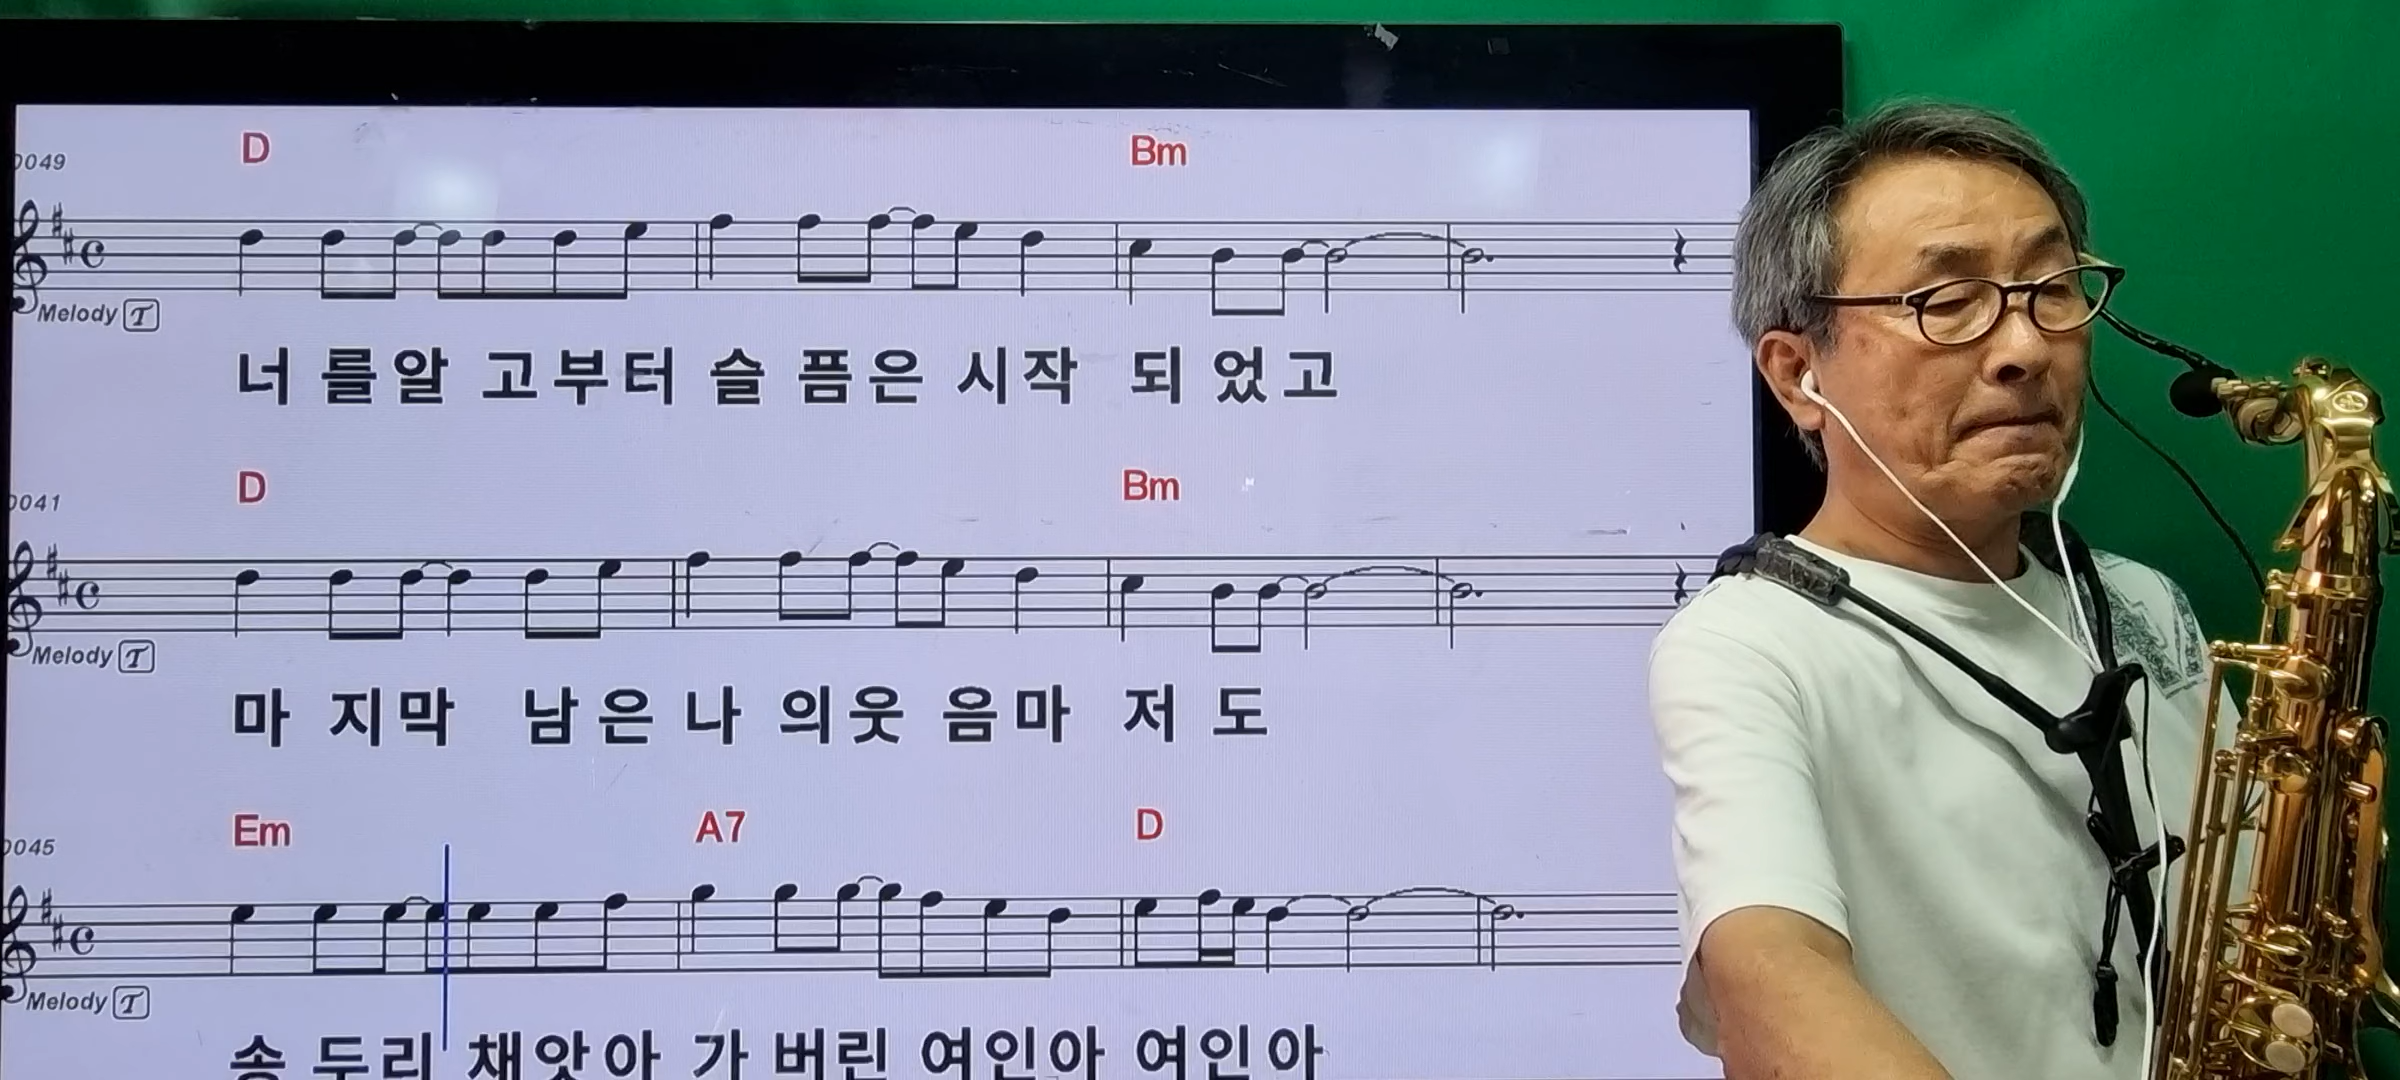 D Bm
0049
Melody T
너 를알 고부터 슬 픔은 시작 되 었고
D Bm
0041
Melody T
마 지막 남은 나 의웃 음마 저 도
Em A7 D
0045
Melody T
송 두리 채앗아 가 버린 여인아 여인아